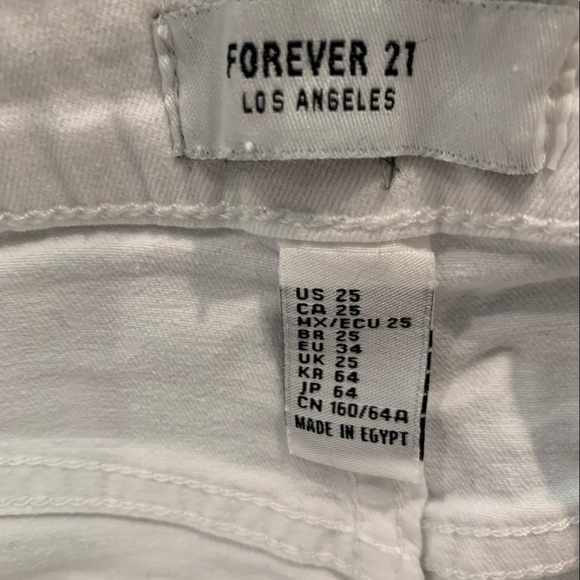 FOREVER 21
LOS ANGELES
US 25
CA 25
MX/ECU 25
BR 25
EU 34
UK 25
KR 64
JP 64
CN 160/64A
MADE IN EGYPT